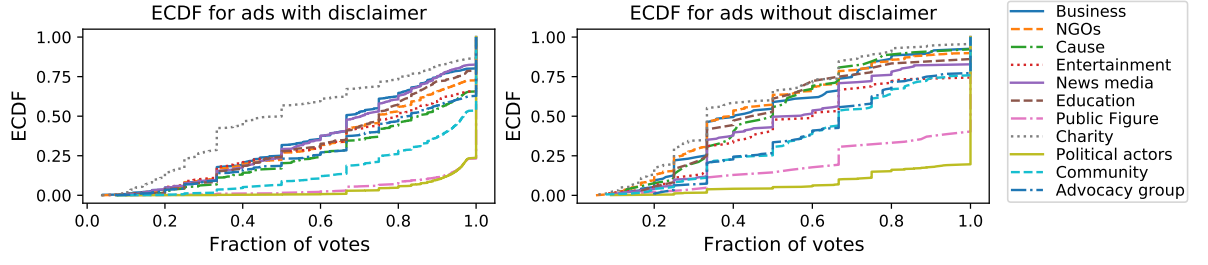 ECDF for ads with disclaimer
ECDF
1.00
0.75
0.50
0.25
0.00
0.0 0.2 0.4 0.6 0.8 1.0
Fraction of votes
ECDF for ads without disclaimer
ECDF
1.00
0.75
0.50
0.25
0.00
0.2 0.4 0.6 0.8 1.0
Fraction of votes
Business
NGOs
Cause
Entertainment
News media
Education
Public Figure
Charity
Political actors
Community
Advocacy group